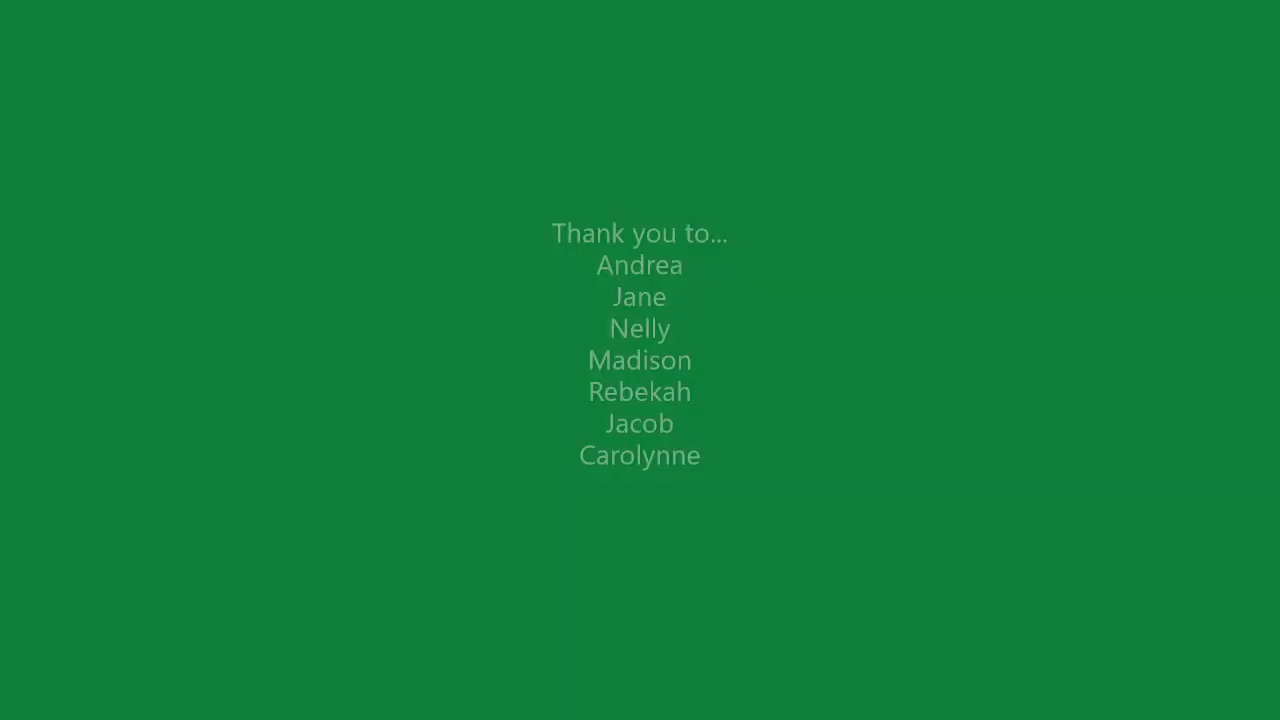 Thank you to...
Andrea
Jane
Nelly
Madison
Rebekah
Jacob
Carolynne